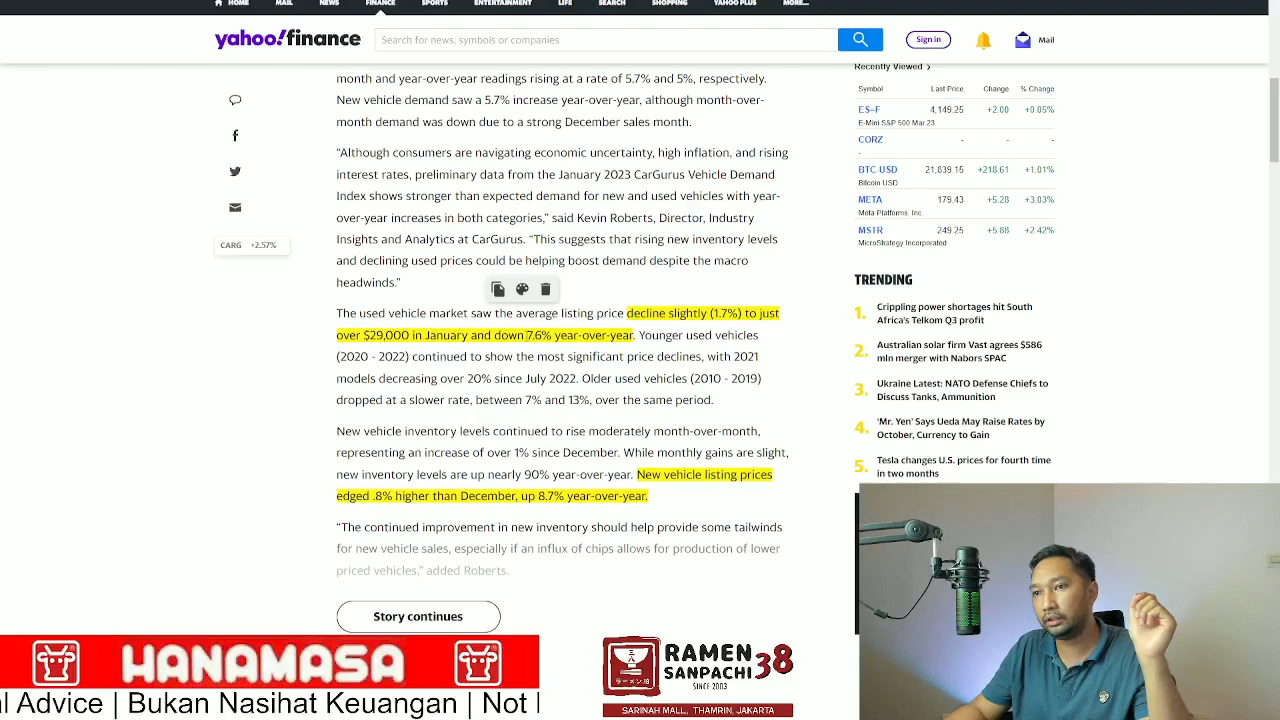 HOME MAIL NEWS FINANCE SPORTS ENTERTAINMENT LIFE SEARCH SHOPPING YAHOO PLUS MORE...
yahoo!finance
Search for news, symbols or companies
Sign in
Mail
month and year-over-year readings rising at a rate of 5.7% and 5%, respectively.
New vehicle demand saw a 5.7% increase year-over-year, although month-over-
month demand was down due to a strong December sales month.
“Although consumers are navigating economic uncertainty, high inflation, and rising
interest rates, preliminary data from the January 2023 CarGurus Vehicle Demand
Index shows stronger than expected demand for new and used vehicles with year-
over-year increases in both categories,” said Kevin Roberts, Director, Industry
Insights and Analytics at CarGurus. “This suggests that rising new inventory levels
and declining used prices could be helping boost demand despite the macro
headwinds.”
CARG +2.57%
The used vehicle market saw the average listing price decline slightly (1.7%) to just
over $29,000 in January and down 7.6% year-over-year. Younger used vehicles
(2020 - 2022) continued to show the most significant price declines, with 2021
models decreasing over 20% since July 2022. Older used vehicles (2010 - 2019)
dropped at a slower rate, between 7% and 13%, over the same period.
New vehicle inventory levels continued to rise moderately month-over-month,
representing an increase of over 1% since December. While monthly gains are slight,
new inventory levels are up nearly 90% year-over-year. New vehicle listing prices
edged .8% higher than December, up 8.7% year-over-year.
“The continued improvement in new inventory should help provide some tailwinds
for new vehicle sales, especially if an influx of chips allows for production of lower
priced vehicles,” added Roberts.
Story continues
Recently Viewed >
Symbol Last Price Change % Change
ES=F 4,149.25 +2.00 +0.05%
E-Mini S&P 500 Mar 23
CORZ - - -
-
BTC-USD 21,839.15 +218.61 +1.01%
Bitcoin USD
META 179.43 +5.28 +3.03%
Meta Platforms, Inc.
MSTR 249.25 +5.88 +2.42%
MicroStrategy Incorporated
TRENDING
1. Crippling power shortages hit South
Africa's Telkom Q3 profit
2. Australian solar firm Vast agrees $586
mln merger with Nabors SPAC
3. Ukraine Latest: NATO Defense Chiefs to
Discuss Tanks, Ammunition
4. ‘Mr. Yen’ Says Ueda May Raise Rates by
October, Currency to Gain
5. Tesla changes U.S. prices for fourth time
in two months
HANAMASA
RAMEN 38
SANPACHI
SINCE 2003
SARINAH MALL, THAMRIN, JAKARTA
al Advice | Bukan Nasihat Keuangan | Not